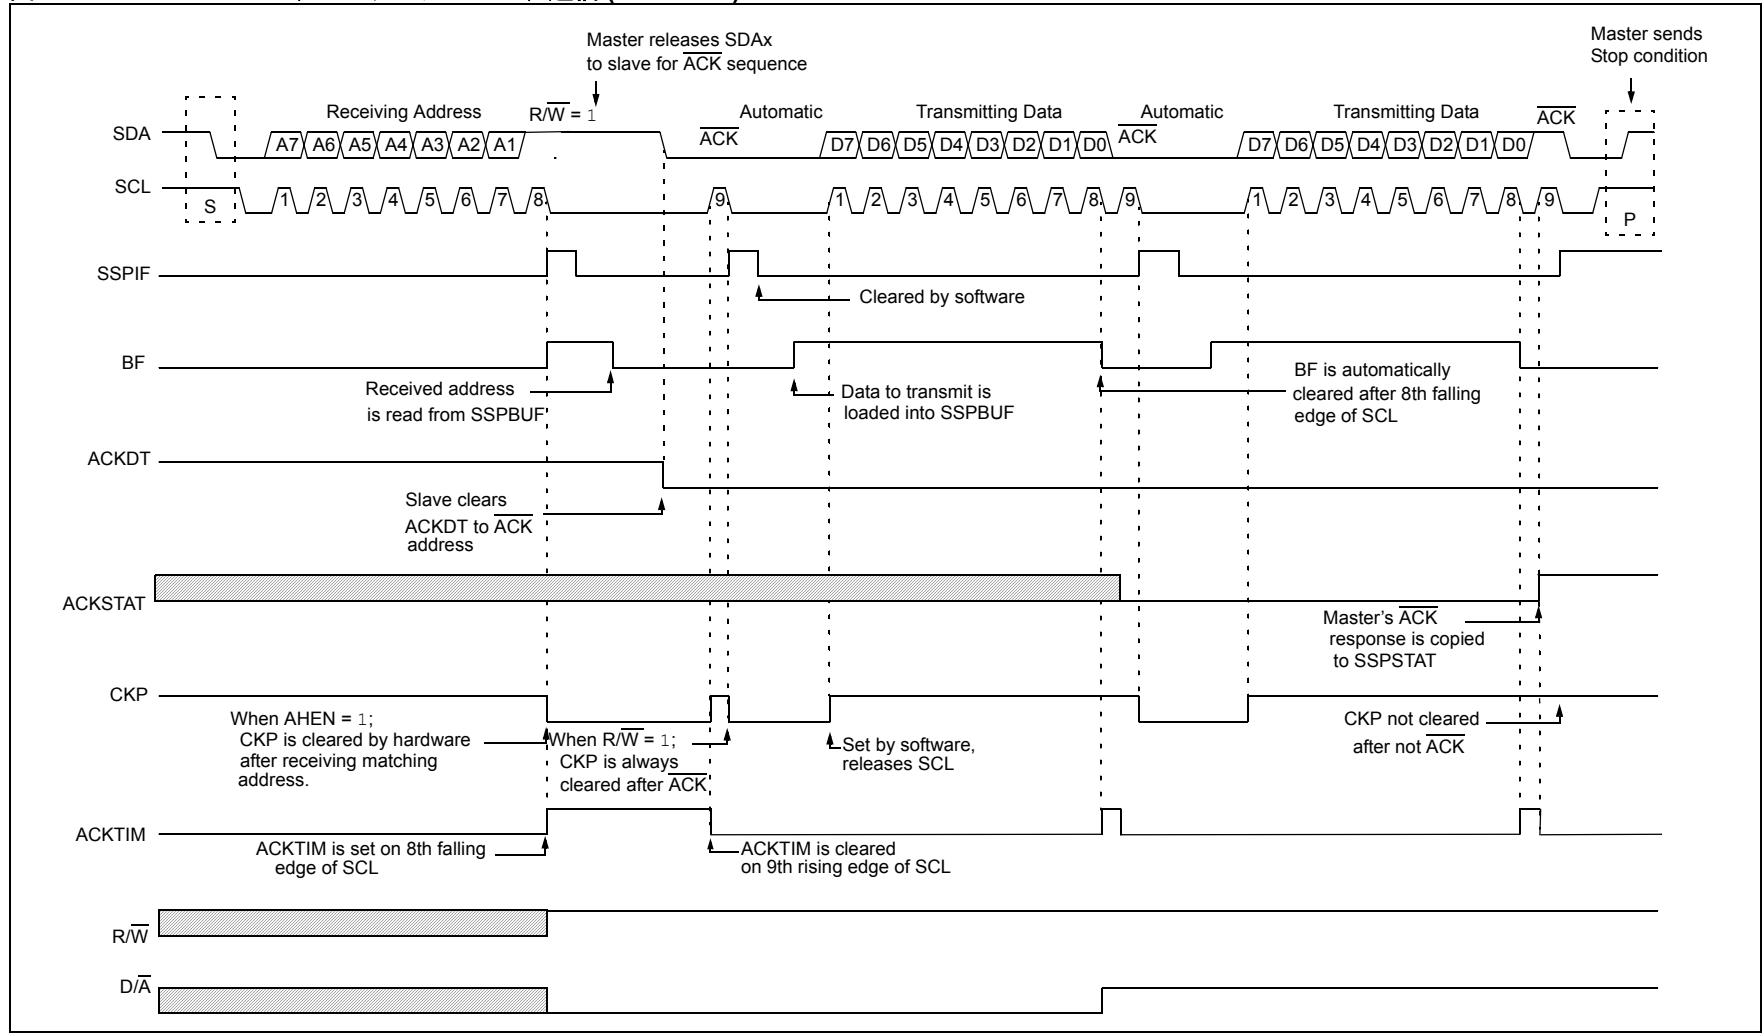 Master releases SDAx
to slave for ACK sequence
Master sends
Stop condition
Receiving Address
R/W = 1
Automatic
Transmitting Data
Automatic
Transmitting Data
ACK
SDA
A7 A6 A5 A4 A3 A2 A1
ACK
D7 D6 D5 D4 D3 D2 D1 D0
ACK
D7 D6 D5 D4 D3 D2 D1 D0
SCL
S
1 2 3 4 5 6 7 8 9 1 2 3 4 5 6 7 8 9 1 2 3 4 5 6 7 8 9
P
SSPIF
Cleared by software
BF
Received address
is read from SSPBUF
Data to transmit is
loaded into SSPBUF
BF is automatically
cleared after 8th falling
edge of SCL
ACKDT
Slave clears
ACKDT to ACK
address
ACKSTAT
Master's ACK
response is copied
to SSPSTAT
CKP
When AHEN = 1;
CKP is cleared by hardware
after receiving matching
address.
When R/W = 1;
CKP is always
cleared after ACK
Set by software,
releases SCL
CKP not cleared
after not ACK
ACKTIM
ACKTIM is set on 8th falling
edge of SCL
ACKTIM is cleared
on 9th rising edge of SCL
R/W
D/A